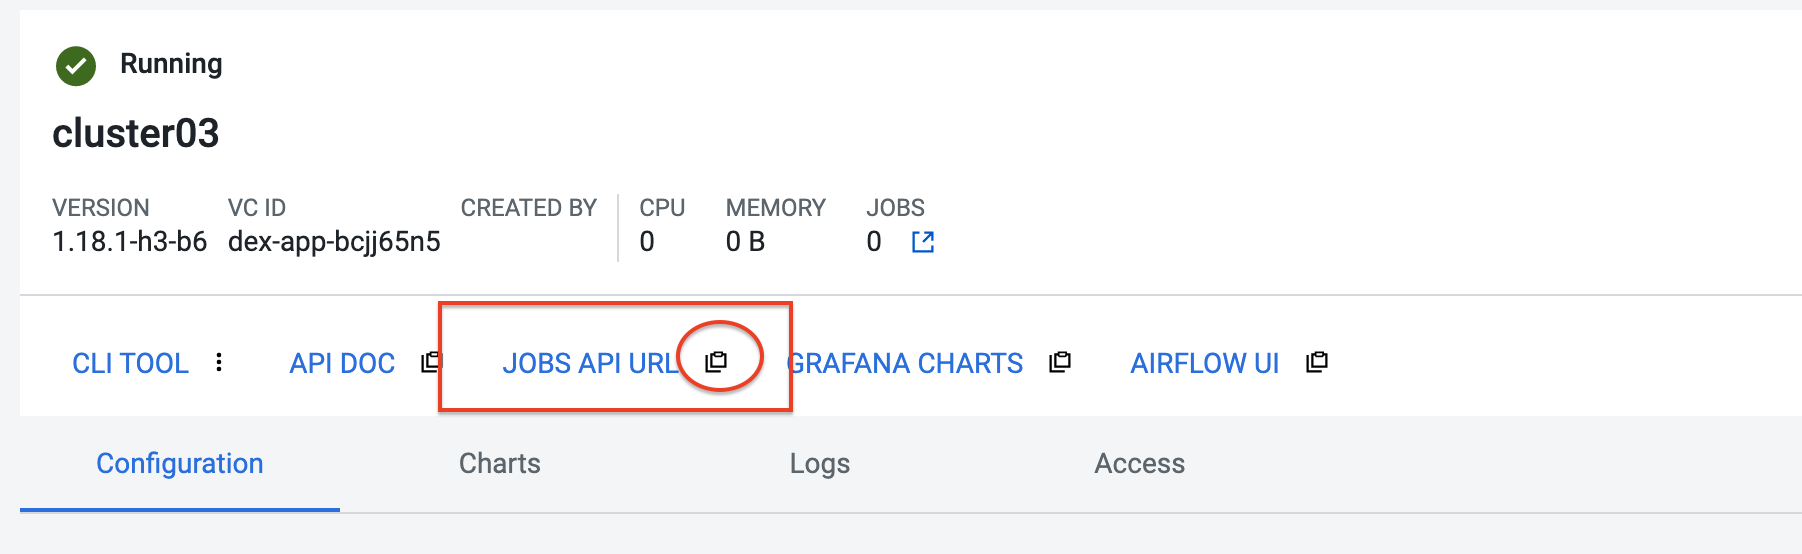 Running
cluster03
VERSION VC ID CREATED BY CPU MEMORY JOBS
1.18.1-h3-b6 dex-app-bcjj65n5 0 0 B 0
CLI TOOL API DOC JOBS API URL GRAFANA CHARTS AIRFLOW UI
Configuration Charts Logs Access